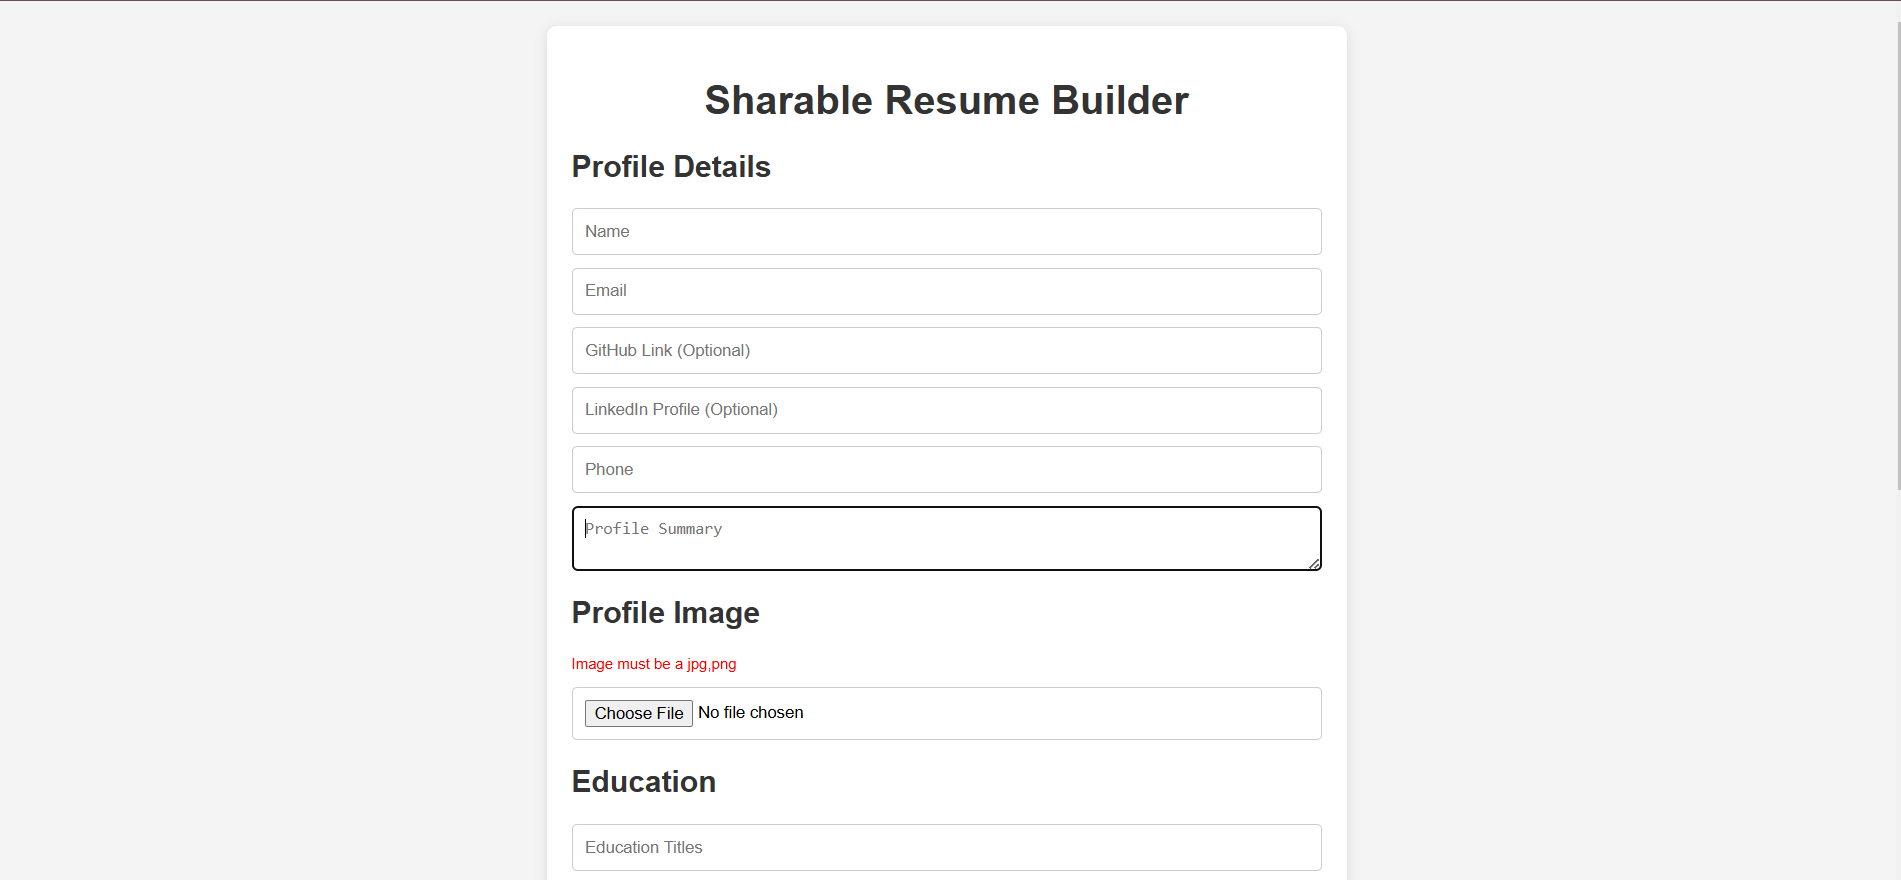 Sharable Resume Builder
Profile Details
Name
Email
GitHub Link (Optional)
LinkedIn Profile (Optional)
Phone
Profile Summary
Profile Image
Image must be a jpg,png
Choose File No file chosen
Education
Education Titles